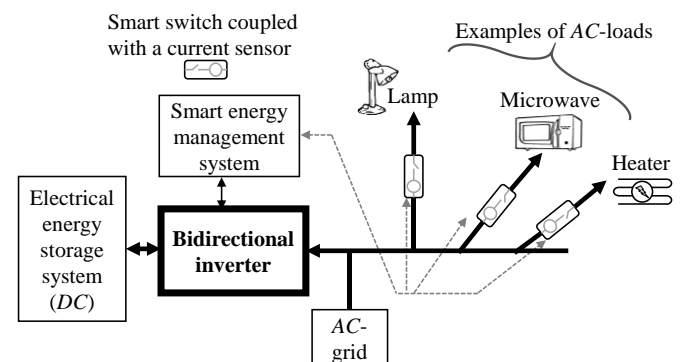 Smart switch coupled
with a current sensor
Examples of AC-loads
Lamp
Microwave
Heater
Smart energy
management
system
Electrical
energy
storage
system
(DC)
Bidirectional
inverter
AC-
grid